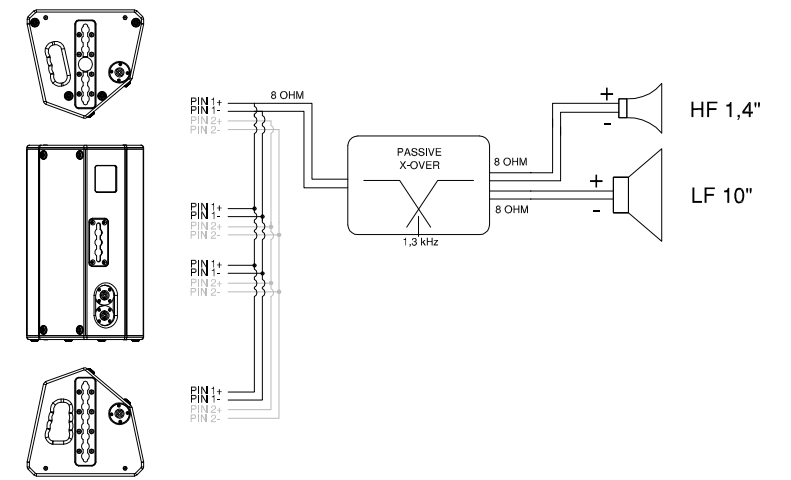 PIN 1+
PIN 1-
PIN 2+
PIN 2-
8 OHM
PASSIVE
X-OVER
1,3 kHz
8 OHM
8 OHM
+
-
HF 1,4"
+
-
LF 10"
PIN 1+
PIN 1-
PIN 2+
PIN 2-
PIN 1+
PIN 1-
PIN 2+
PIN 2-
PIN 1+
PIN 1-
PIN 2+
PIN 2-